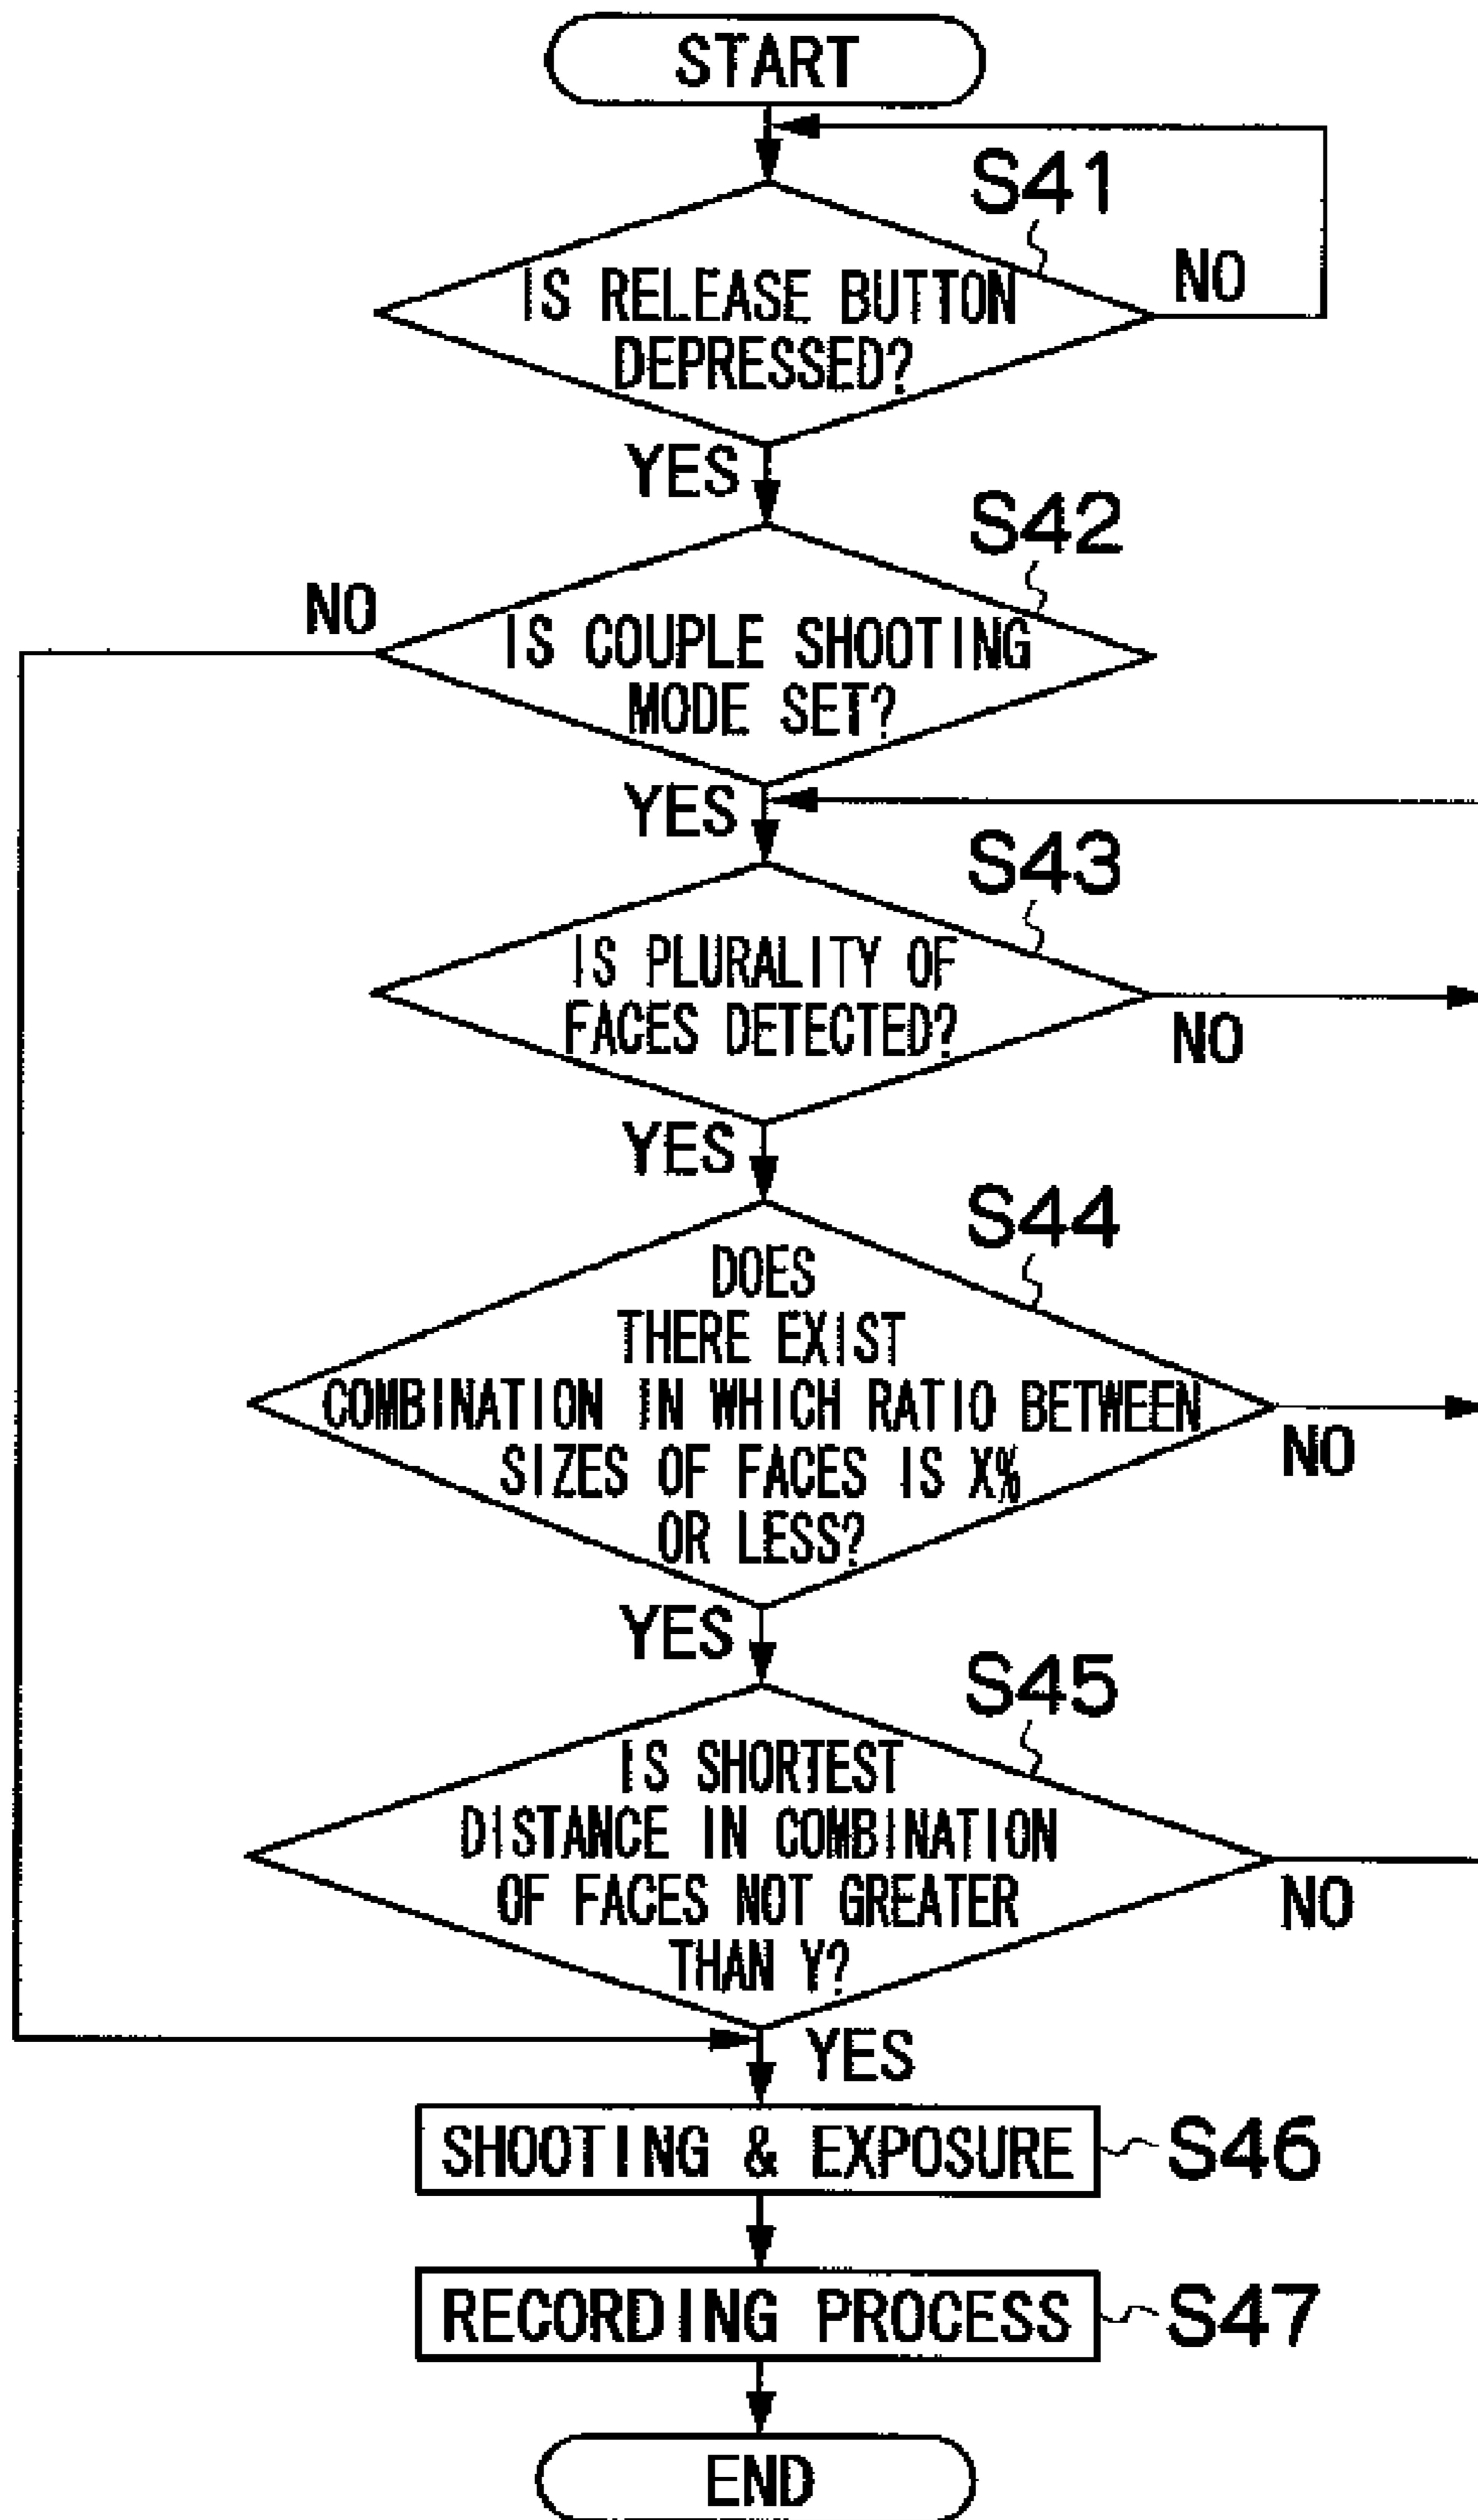 START
S41
IS RELEASE BUTTON
DEPRESSED?
NO
YES
S42
NO
IS COUPLE SHOOTING
MODE SET?
YES
S43
IS PLURALITY OF
FACES DETECTED?
NO
YES
S44
DOES
THERE EXIST
COMBINATION IN WHICH RATIO BETWEEN
SIZES OF FACES IS X%
OR LESS?
NO
YES
S45
IS SHORTEST
DISTANCE IN COMBINATION
OF FACES NOT GREATER
THAN Y?
NO
YES
SHOOTING & EXPOSURE
S46
RECORDING PROCESS
S47
END